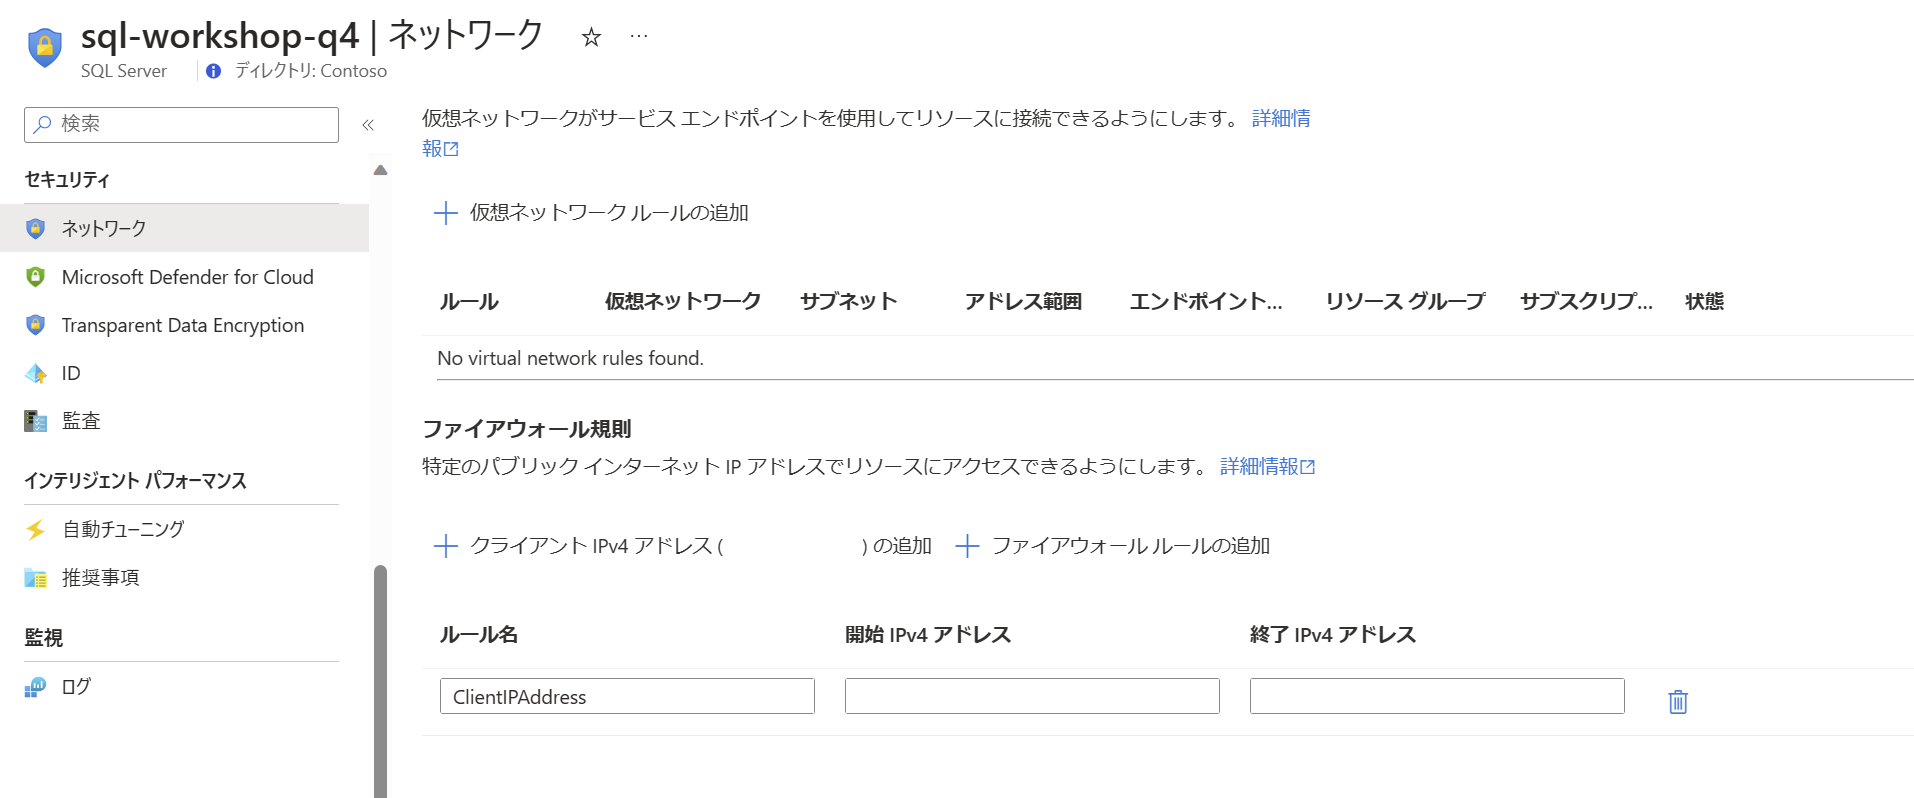 sql-workshop-q4 | ネットワーク
SQL Server
ディレクトリ: Contoso
検索
セキュリティ
ネットワーク
Microsoft Defender for Cloud
Transparent Data Encryption
ID
監査
インテリジェント パフォーマンス
自動チューニング
推奨事項
監視
ログ
仮想ネットワークがサービス エンドポイントを使用してリソースに接続できるようにします。 詳細情
報
仮想ネットワーク ルールの追加
ルール 仮想ネットワーク サブネット アドレス範囲 エンドポイント... リソース グループ サブスクリプ... 状態
No virtual network rules found.
ファイアウォール規則
特定のパブリック インターネット IP アドレスでリソースにアクセスできるようにします。 詳細情報
クライアント IPv4 アドレス ( ) の追加 ファイアウォール ルールの追加
ルール名 開始 IPv4 アドレス 終了 IPv4 アドレス
ClientIPAddress